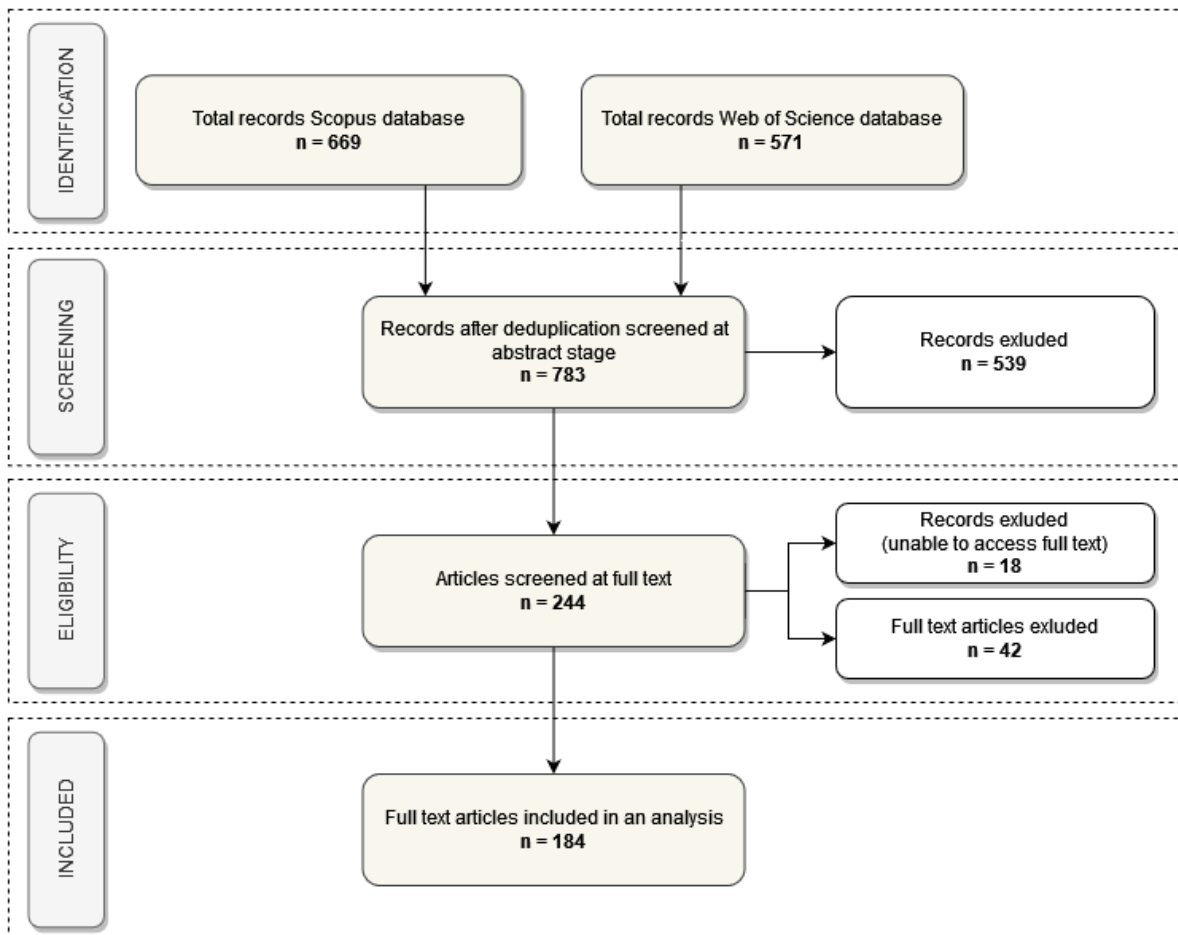 IDENTIFICATION
Total records Scopus database
n = 669
Total records Web of Science database
n = 571
SCREENING
Records after deduplication screened at
abstract stage
n = 783
Records exluded
n = 539
ELIGIBILITY
Articles screened at full text
n = 244
Records exluded
(unable to access full text)
n = 18
Full text articles exluded
n = 42
INCLUDED
Full text articles included in an analysis
n = 184